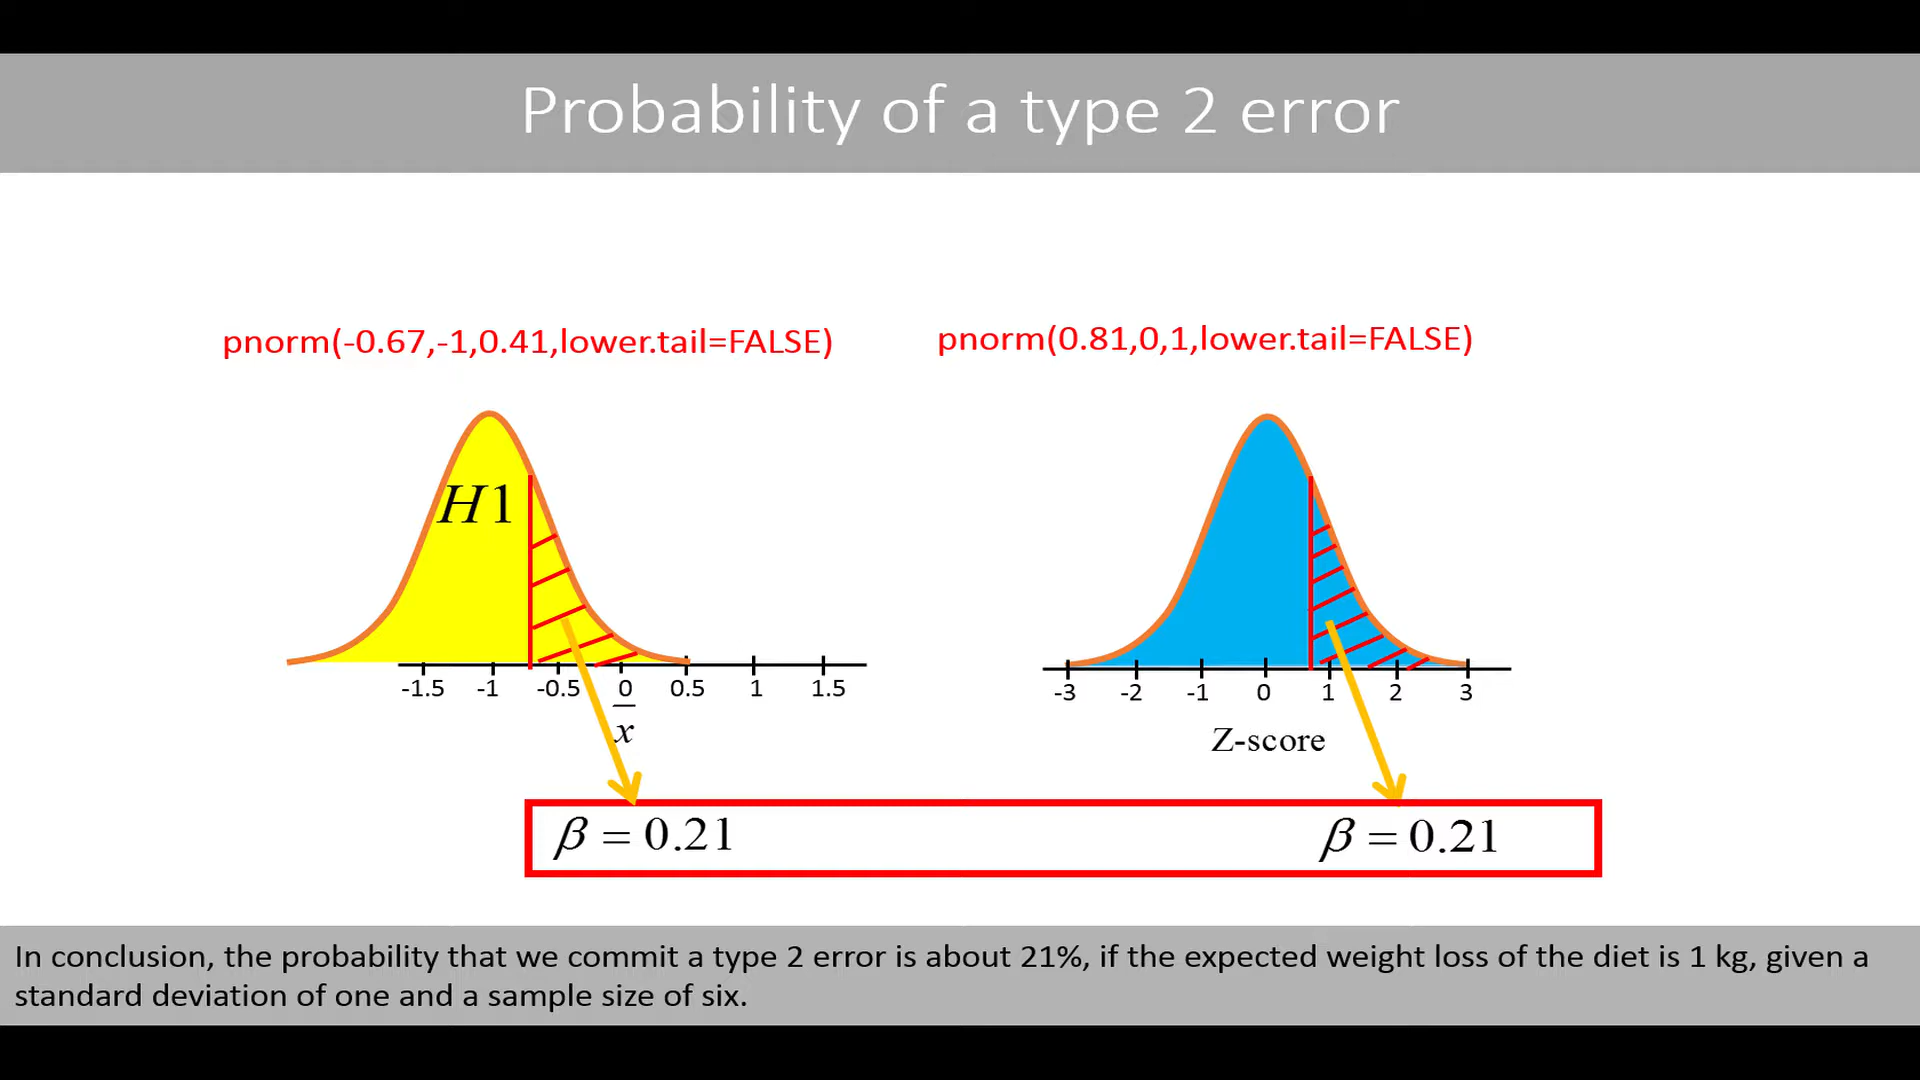 Probability of a type 2 error
pnorm(-0.67,-1,0.41,lower.tail=FALSE)
pnorm(0.81,0,1,lower.tail=FALSE)
H1
-1.5 -1 -0.5 0 0.5 1 1.5
x̅
-3 -2 -1 0 1 2 3
Z-score
β = 0.21
β = 0.21
In conclusion, the probability that we commit a type 2 error is about 21%, if the expected weight loss of the diet is 1 kg, given a
standard deviation of one and a sample size of six.